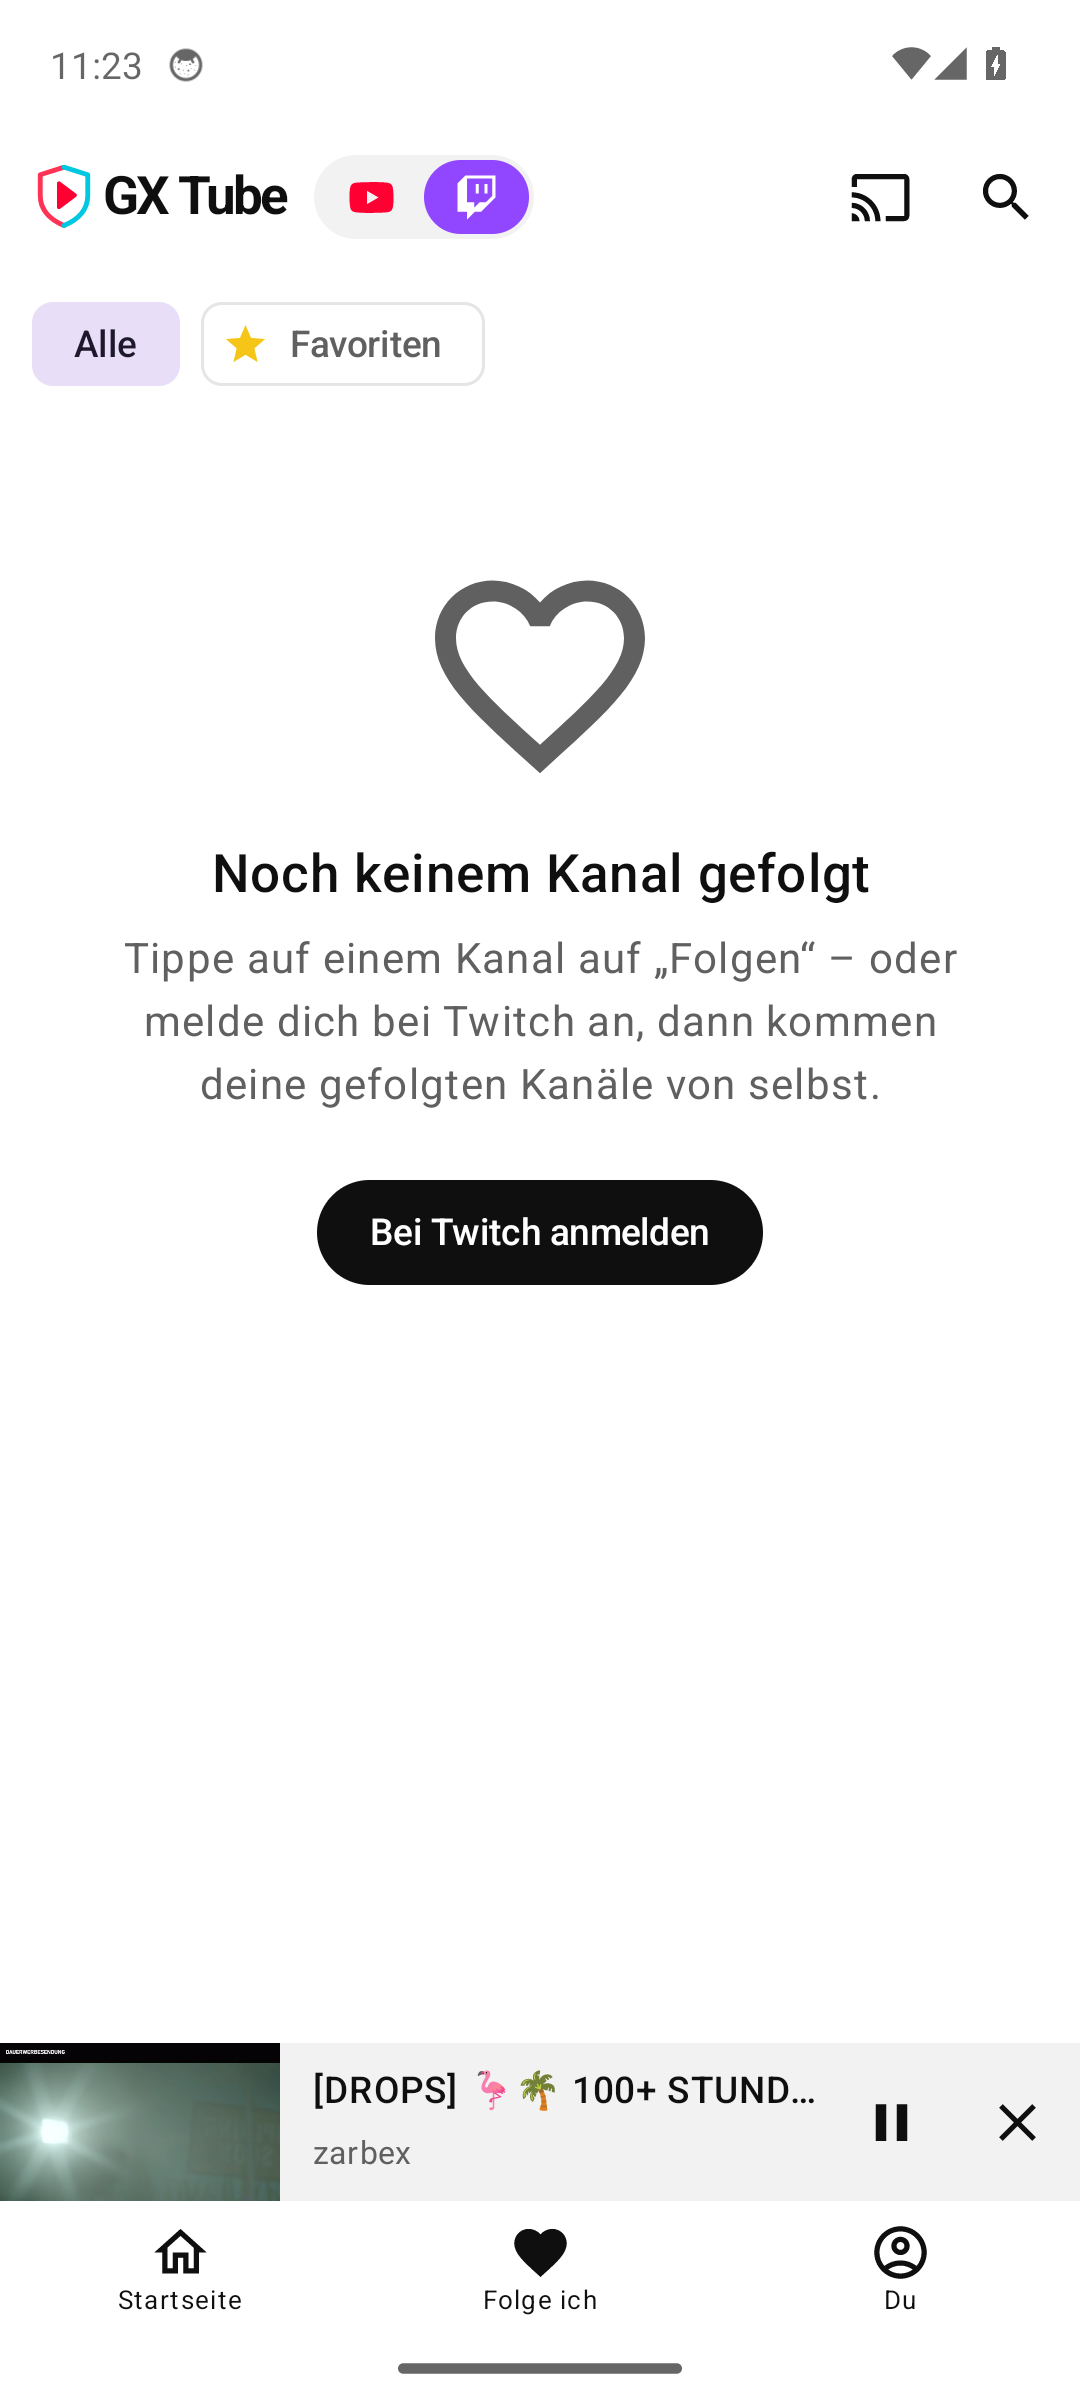 11:23
GX Tube
Alle
Favoriten
Noch keinem Kanal gefolgt
Tippe auf einem Kanal auf „Folgen“ – oder
melde dich bei Twitch an, dann kommen
deine gefolgten Kanäle von selbst.
Bei Twitch anmelden
DAUERWERBESENDUNG
[DROPS] 🦩🌴 100+ STUND…
zarbex
Startseite
Folge ich
Du